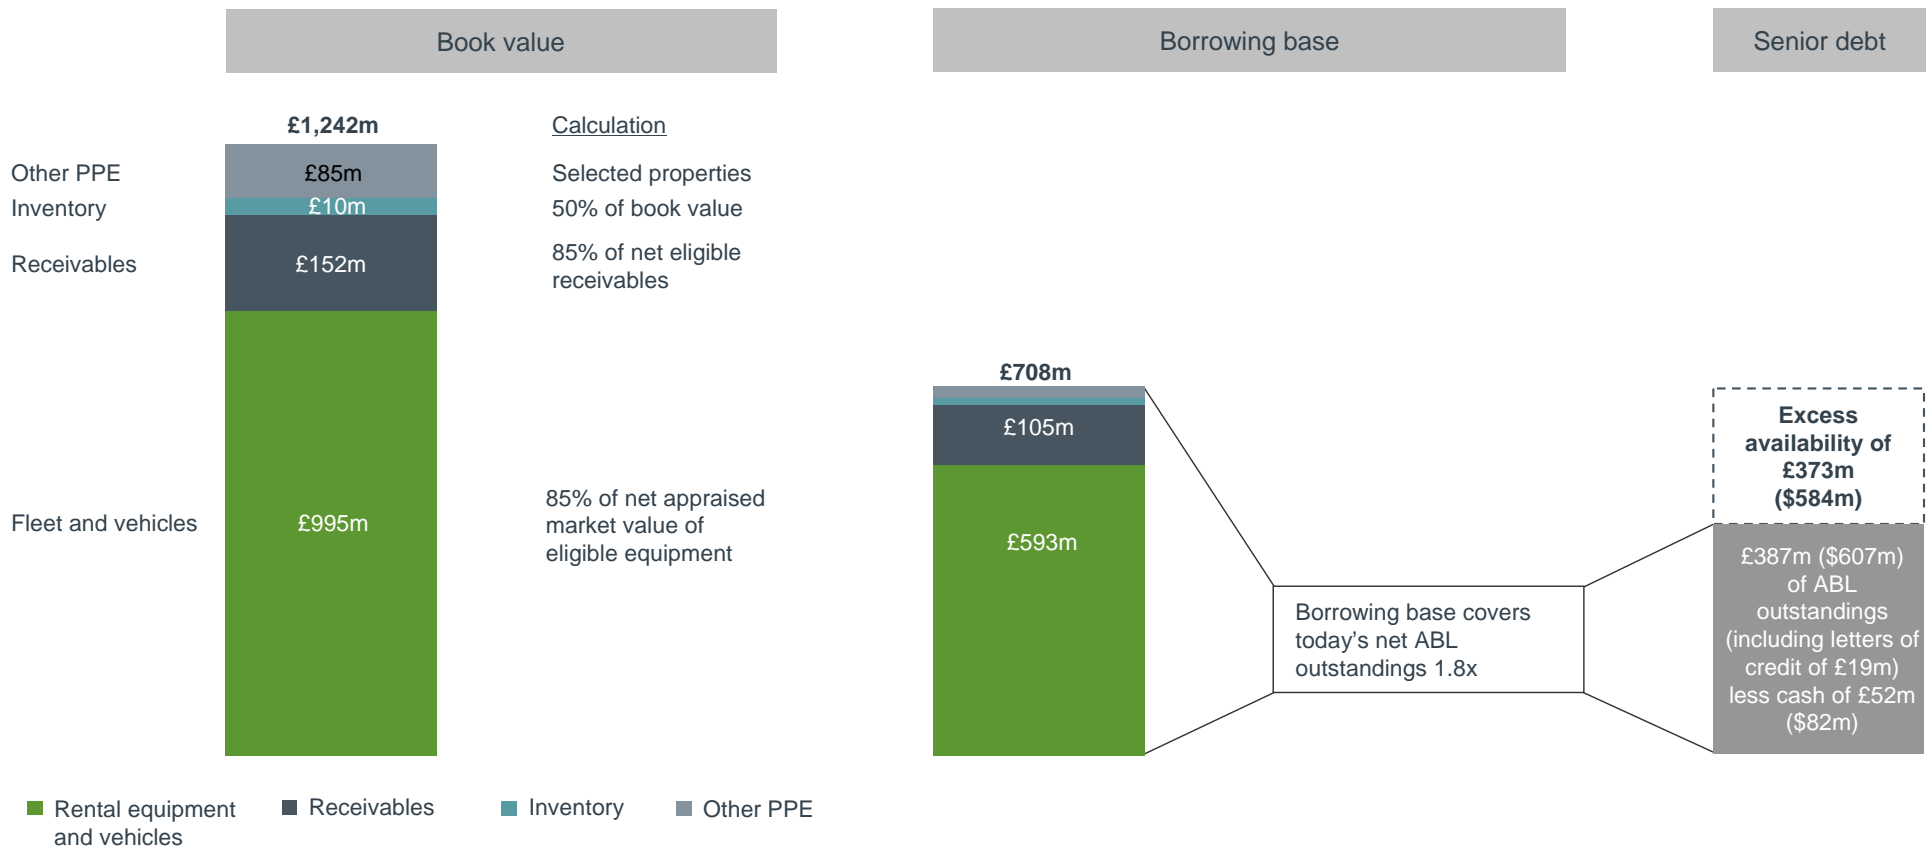 Book value
Borrowing base
Senior debt
£1,242m
Calculation
Other PPE
£85m
Selected properties
Inventory
£10m
50% of book value
Receivables
£152m
85% of net eligible
receivables
Fleet and vehicles
£995m
85% of net appraised
market value of
eligible equipment
£708m
£105m
£593m
Borrowing base covers
today’s net ABL
outstandings 1.8x
Excess
availability of
£373m
($584m)
£387m ($607m)
of ABL
outstandings
(including letters of
credit of £19m)
less cash of £52m
($82m)
Rental equipment
and vehicles
Receivables
Inventory
Other PPE